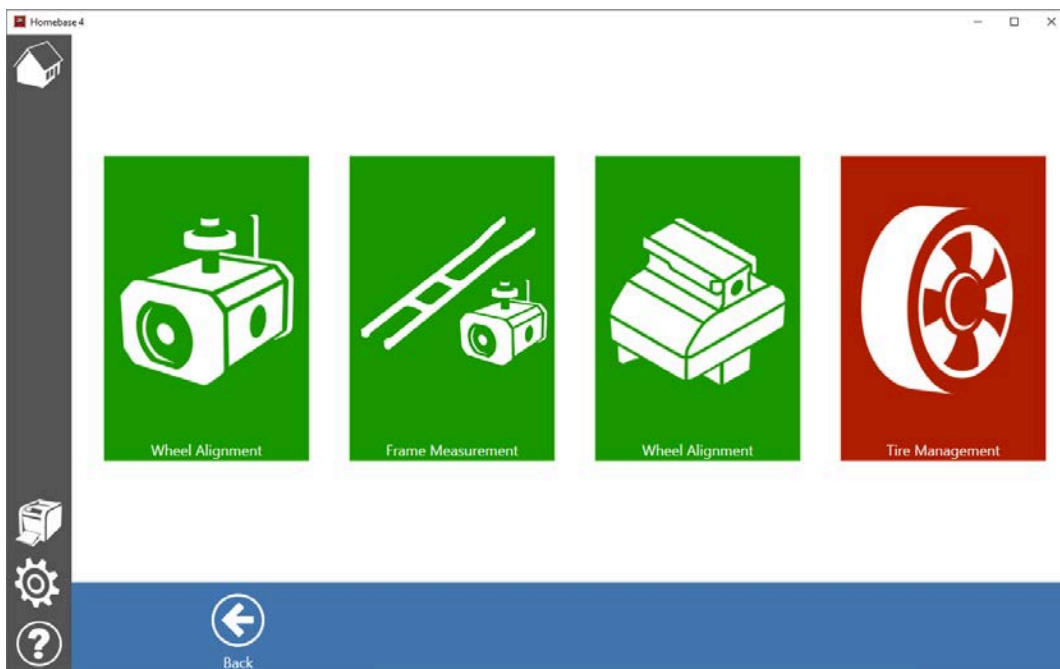 Homebase 4
Wheel Alignment
Frame Measurement
Wheel Alignment
Tire Management
?
Back